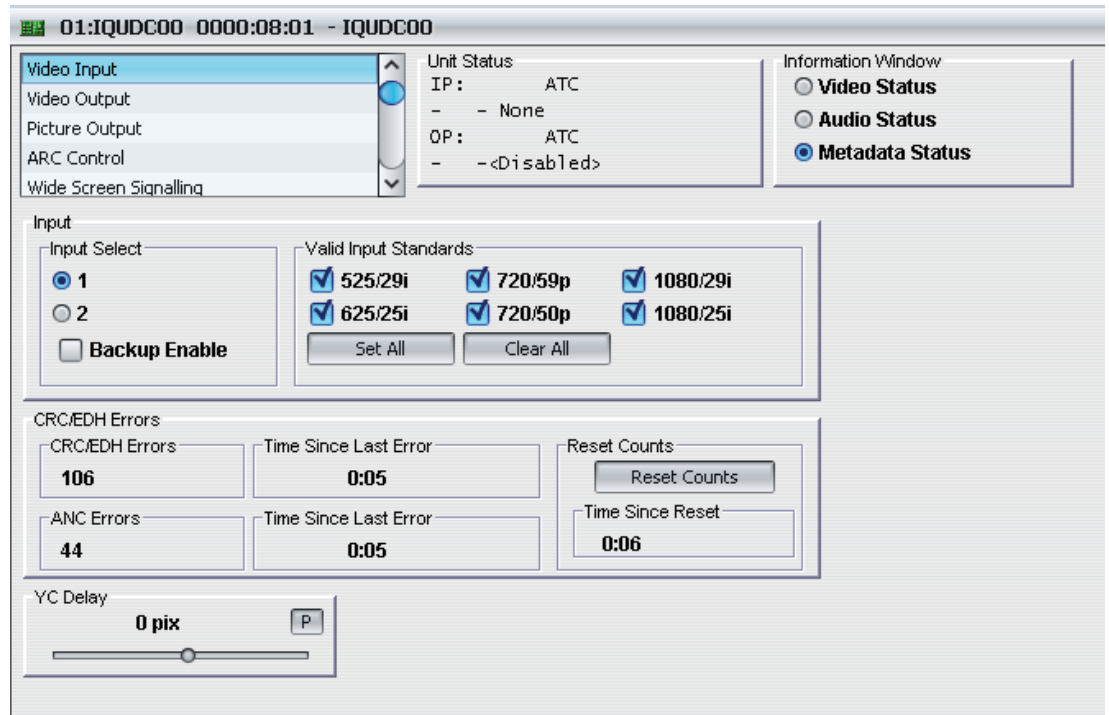 01:IQUDC00 0000:08:01 - IQUDC00
Video Input
Video Output
Picture Output
ARC Control
Wide Screen Signalling
Unit Status
IP: ATC
- - None
OP: ATC
- -<Disabled>
Information Window
Video Status
Audio Status
Metadata Status
Input
Input Select
1
2
Backup Enable
Valid Input Standards
525/29i 720/59p 1080/29i
625/25i 720/50p 1080/25i
Set All Clear All
CRC/EDH Errors
CRC/EDH Errors
106
Time Since Last Error
0:05
ANC Errors
44
Time Since Last Error
0:05
Reset Counts
Reset Counts
Time Since Reset
0:06
YC Delay
0 pix P